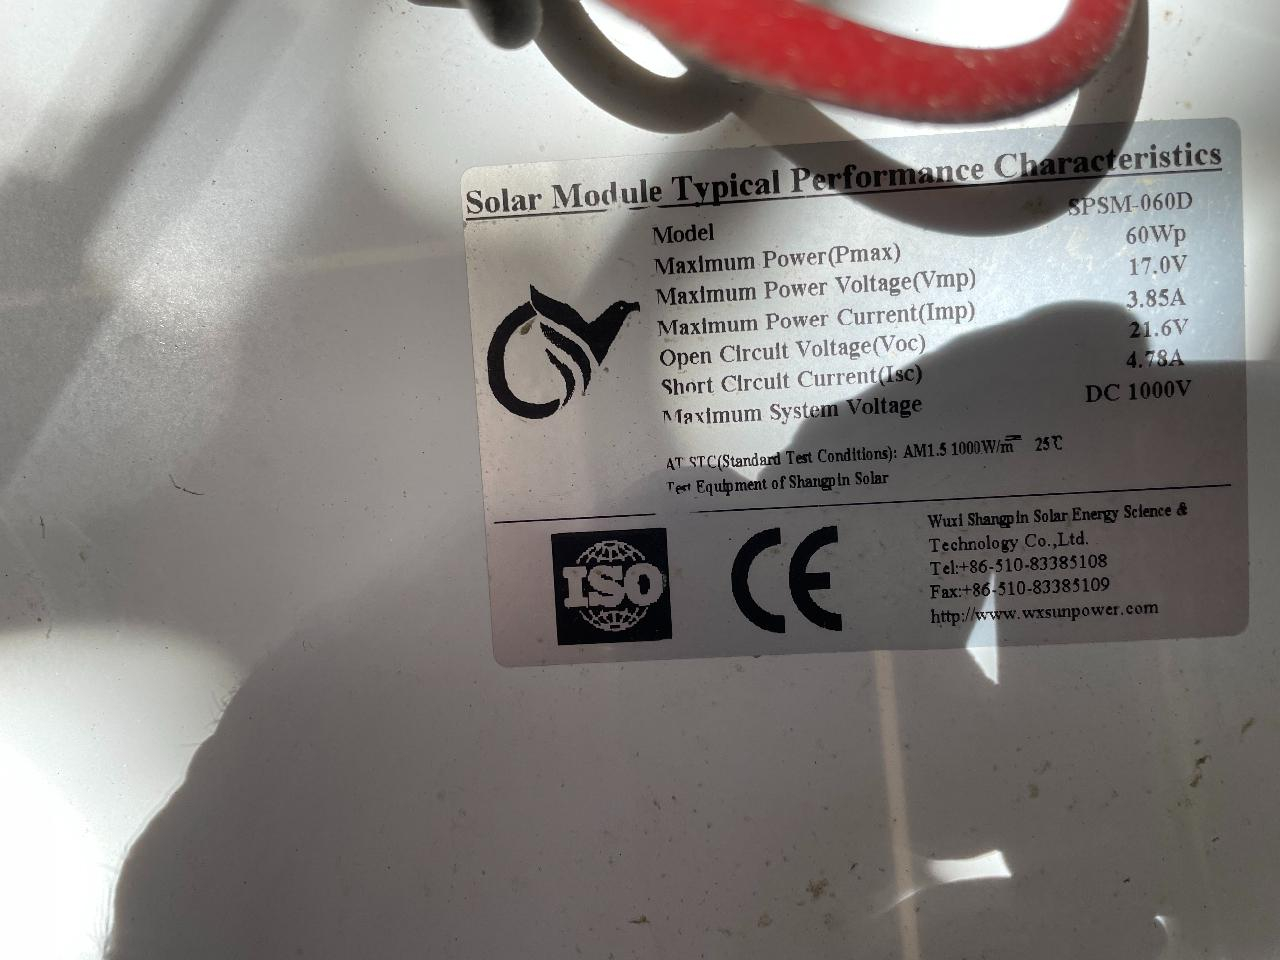 Solar Module Typical Performance Characteristics
Model SPSM-060D
Maximum Power(Pmax) 60Wp
Maximum Power Voltage(Vmp) 17.0V
Maximum Power Current(Imp) 3.85A
Open Circuit Voltage(Voc) 21.6V
Short Circuit Current(Isc) 4.78A
Maximum System Voltage DC 1000V
AT STC(Standard Test Conditions): AM1.5 1000W/m² 25℃
Test Equipment of Shangpin Solar
ISO
CE
Wuxi Shangpin Solar Energy Science &
Technology Co.,Ltd.
Tel:+86-510-83385108
Fax:+86-510-83385109
http://www.wxsunpower.com